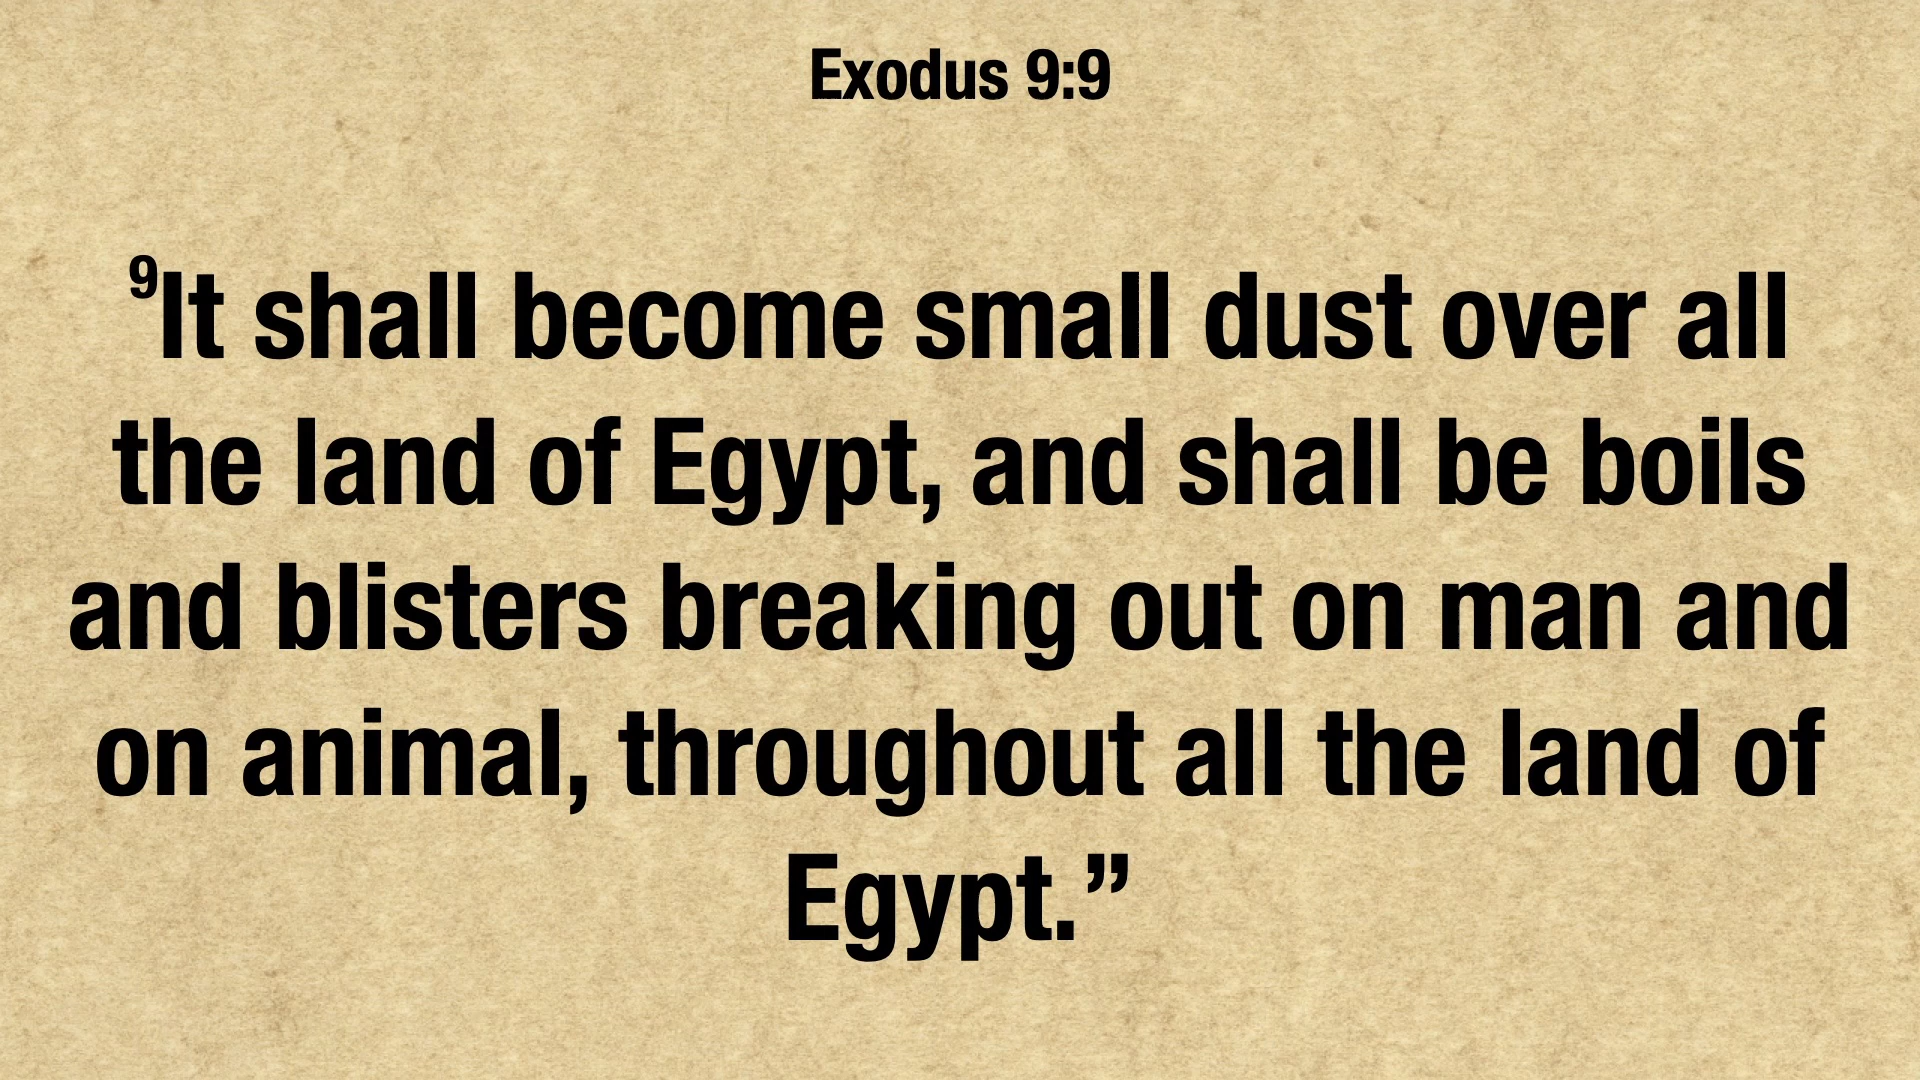 Exodus 9:9
⁹It shall become small dust over all
the land of Egypt, and shall be boils
and blisters breaking out on man and
on animal, throughout all the land of
Egypt.”